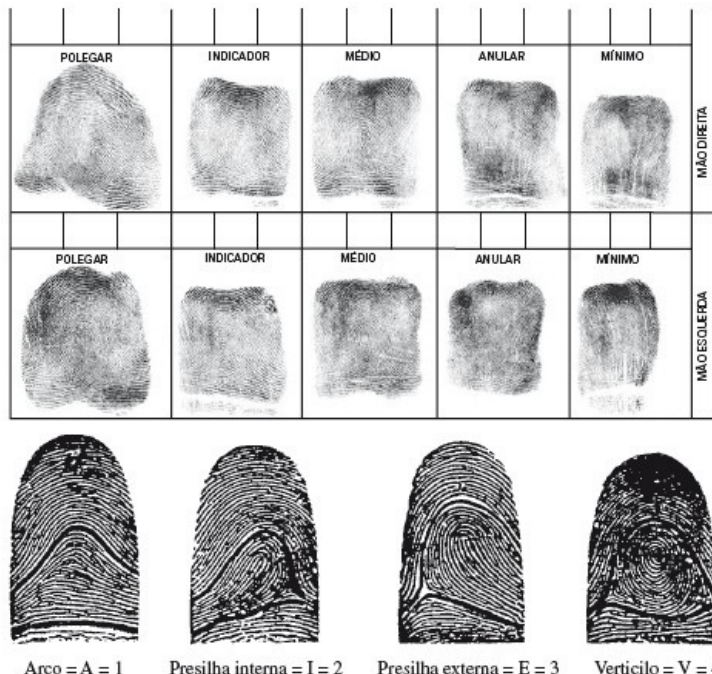 POLEGAR INDICADOR MÉDIO ANULAR MÍNIMO
MÃO DIREITA
POLEGAR INDICADOR MÉDIO ANULAR MÍNIMO
MÃO ESQUERDA
Arco = A = 1 Presilha interna = I = 2 Presilha externa = E = 3 Verticilo = V =